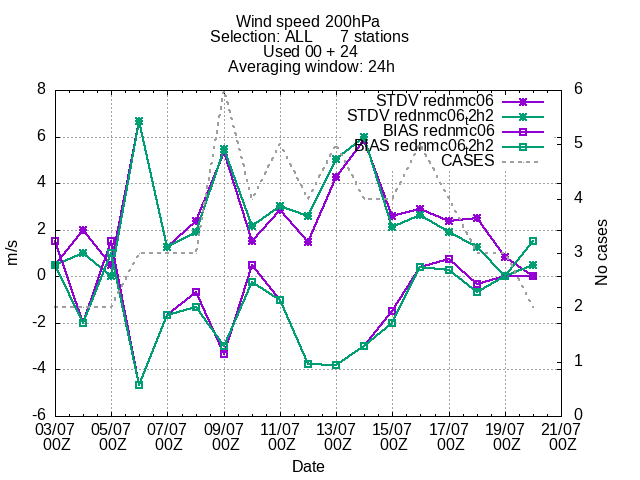 Wind speed 200hPa
Selection: ALL 7 stations
Used 00 + 24
Averaging window: 24h
STDV rednmc06
STDV rednmc06t2h2
BIAS rednmc06
BIAS rednmc06t2h2
CASES
8
6
4
2
0
-2
-4
-6
m/s
6
5
4
3
2
1
0
No cases
03/07 05/07 07/07 09/07 11/07 13/07 15/07 17/07 19/07 21/07
00Z 00Z 00Z 00Z 00Z 00Z 00Z 00Z 00Z 00Z
Date